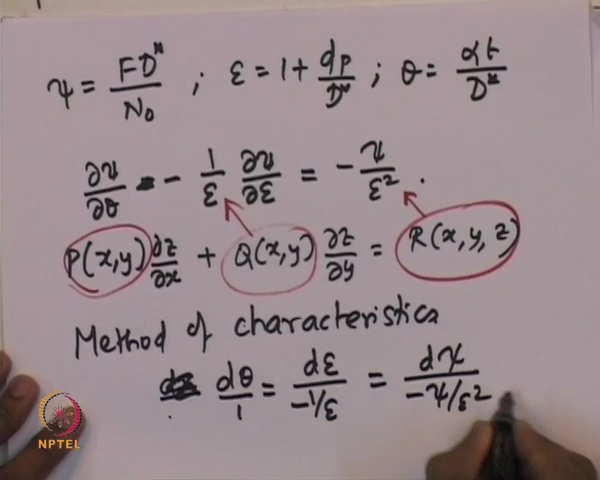 ψ = FD*/N₀ ; ε = 1 + dp/D* ; θ = αt/D*
∂ψ/∂θ = - 1/ε ∂ψ/∂ε = - ψ/ε² .
P(x,y) ∂z/∂x + Q(x,y) ∂z/∂y = R(x,y,z)
Method of characteristics
dθ/1 = dε/-1/ε = dψ/-ψ/ε²
NPTEL